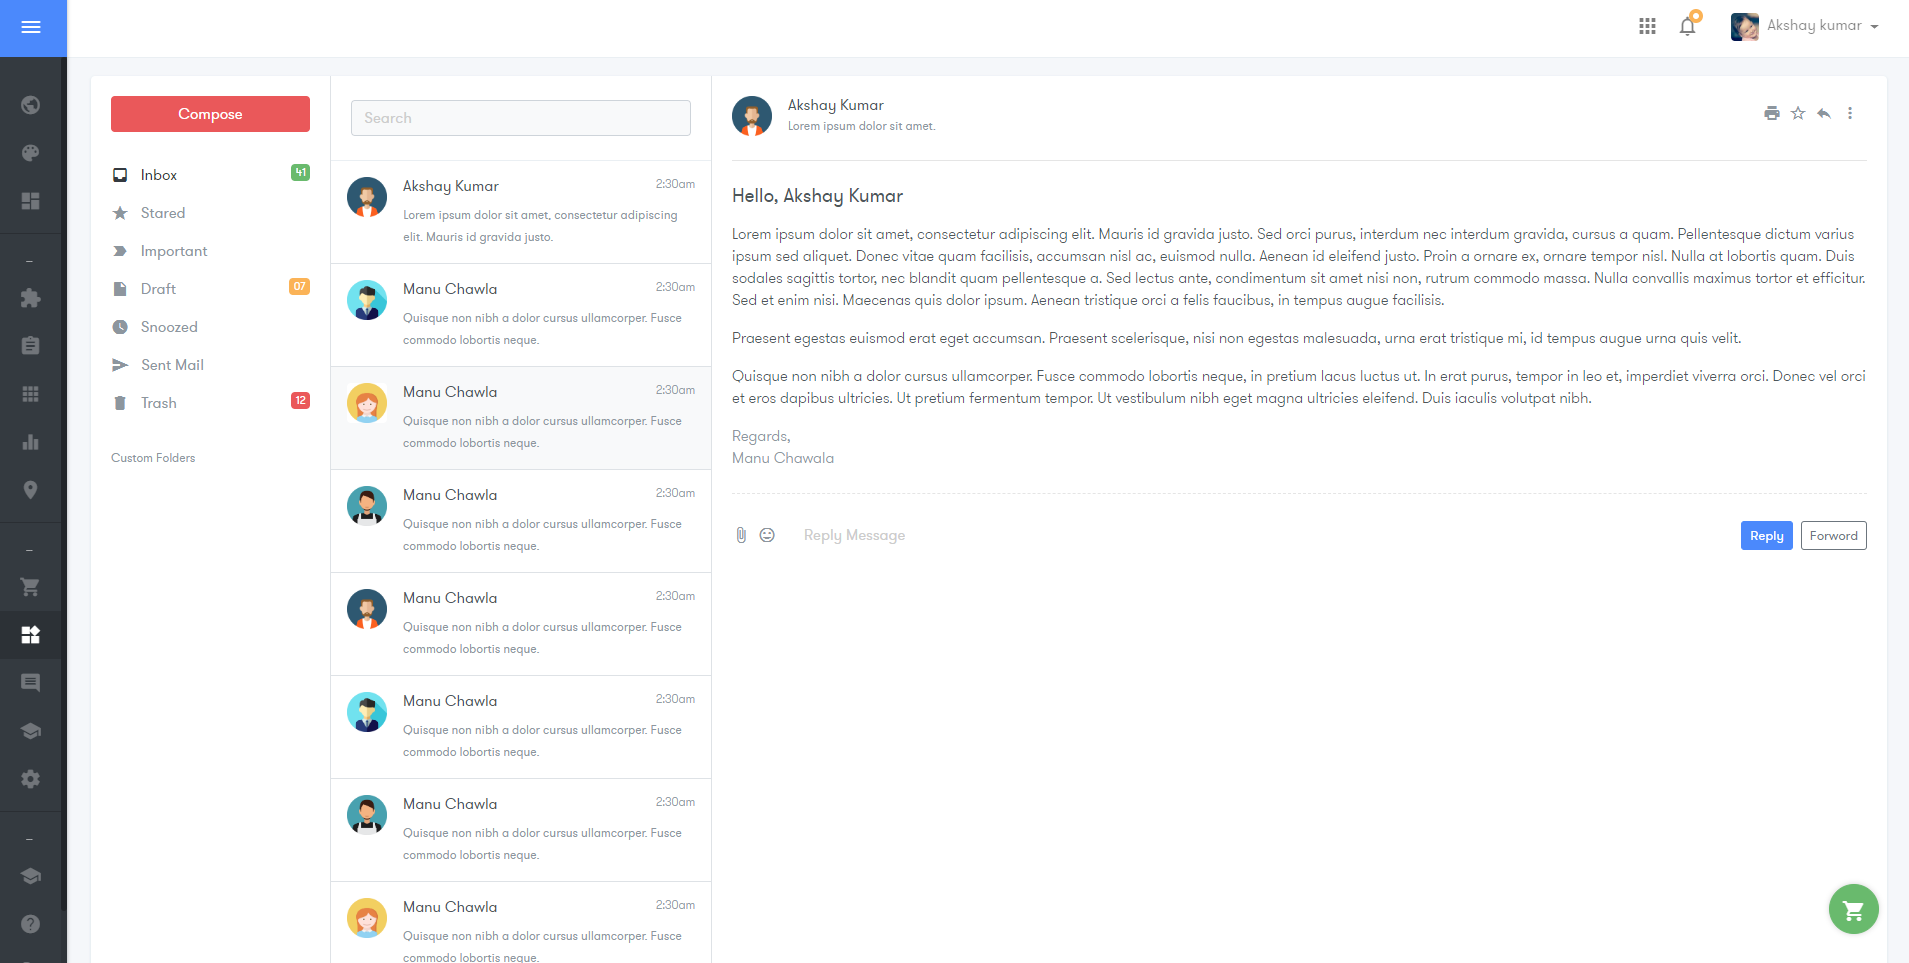 Akshay kumar
Compose
Inbox 41
Stared
Important
Draft 07
Snoozed
Sent Mail
Trash 12
Custom Folders
Search
Akshay Kumar 2:30am
Lorem ipsum dolor sit amet, consectetur adipiscing
elit. Mauris id gravida justo.
Manu Chawla 2:30am
Quisque non nibh a dolor cursus ullamcorper. Fusce
commodo lobortis neque.
Manu Chawla 2:30am
Quisque non nibh a dolor cursus ullamcorper. Fusce
commodo lobortis neque.
Manu Chawla 2:30am
Quisque non nibh a dolor cursus ullamcorper. Fusce
commodo lobortis neque.
Manu Chawla 2:30am
Quisque non nibh a dolor cursus ullamcorper. Fusce
commodo lobortis neque.
Manu Chawla 2:30am
Quisque non nibh a dolor cursus ullamcorper. Fusce
commodo lobortis neque.
Manu Chawla 2:30am
Quisque non nibh a dolor cursus ullamcorper. Fusce
commodo lobortis neque.
Manu Chawla 2:30am
Quisque non nibh a dolor cursus ullamcorper. Fusce
commodo lobortis neque.
Akshay Kumar
Lorem ipsum dolor sit amet.
Hello, Akshay Kumar
Lorem ipsum dolor sit amet, consectetur adipiscing elit. Mauris id gravida justo. Sed orci purus, interdum nec interdum gravida, cursus a quam. Pellentesque dictum varius
ipsum sed aliquet. Donec vitae quam facilisis, accumsan nisl ac, euismod nulla. Aenean id eleifend justo. Proin a ornare ex, ornare tempor nisl. Nulla at lobortis quam. Duis
sodales sagittis tortor, nec blandit quam pellentesque a. Sed lectus ante, condimentum sit amet nisi non, rutrum commodo massa. Nulla convallis maximus tortor et efficitur.
Sed et enim nisi. Maecenas quis dolor ipsum. Aenean tristique orci a felis faucibus, in tempus augue facilisis.
Praesent egestas euismod erat eget accumsan. Praesent scelerisque, nisi non egestas malesuada, urna erat tristique mi, id tempus augue urna quis velit.
Quisque non nibh a dolor cursus ullamcorper. Fusce commodo lobortis neque, in pretium lacus luctus ut. In erat purus, tempor in leo et, imperdiet viverra orci. Donec vel orci
et eros dapibus ultricies. Ut pretium fermentum tempor. Ut vestibulum nibh eget magna ultricies eleifend. Duis iaculis volutpat nibh.
Regards,
Manu Chawala
Reply Message
Reply
Forword